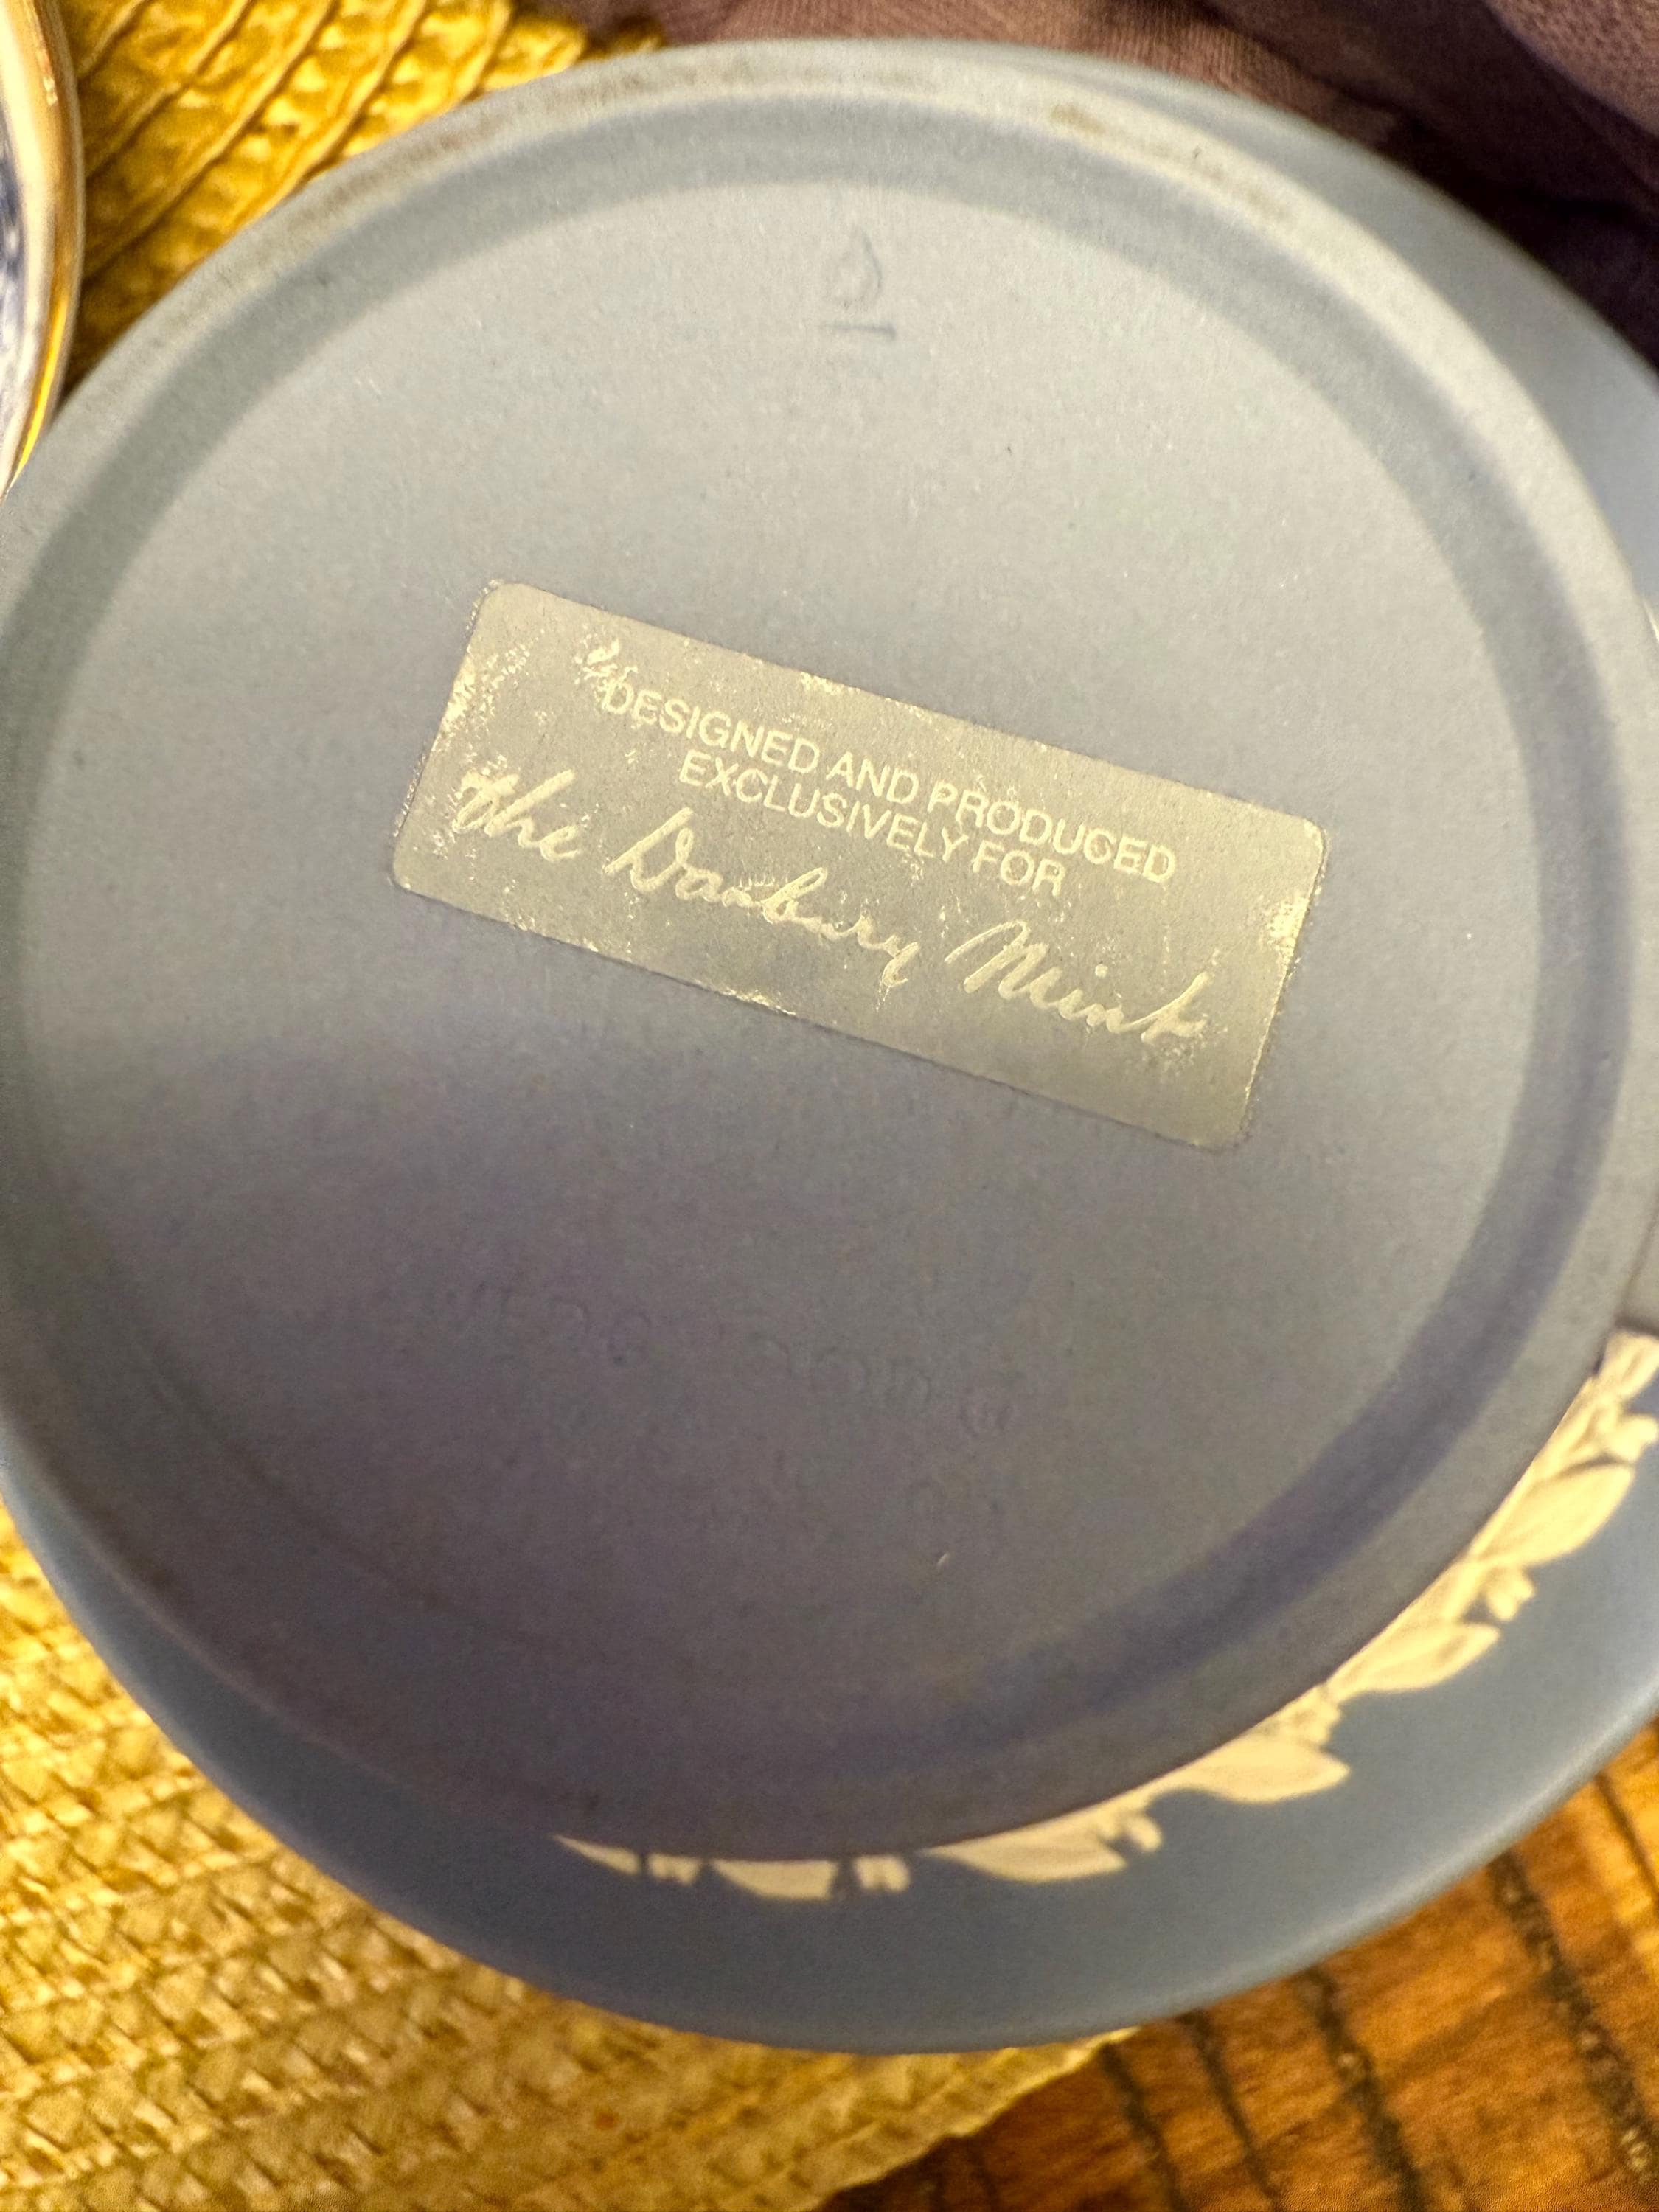 DESIGNED AND PRODUCED
EXCLUSIVELY FOR
The Danbury Mint